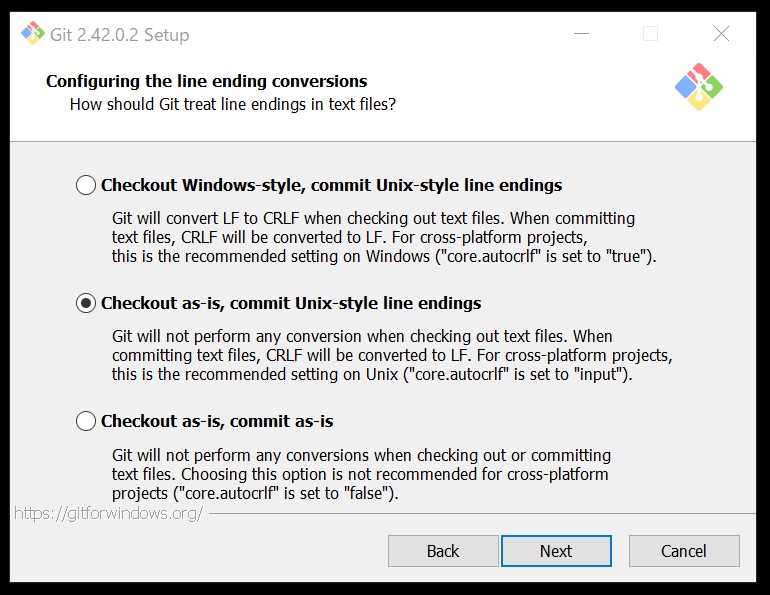 Git 2.42.0.2 Setup
Configuring the line ending conversions
How should Git treat line endings in text files?
Checkout Windows-style, commit Unix-style line endings
Git will convert LF to CRLF when checking out text files. When committing
text files, CRLF will be converted to LF. For cross-platform projects,
this is the recommended setting on Windows ("core.autocrlf" is set to "true").
Checkout as-is, commit Unix-style line endings
Git will not perform any conversion when checking out text files. When
committing text files, CRLF will be converted to LF. For cross-platform projects,
this is the recommended setting on Unix ("core.autocrlf" is set to "input").
Checkout as-is, commit as-is
Git will not perform any conversions when checking out or committing
text files. Choosing this option is not recommended for cross-platform
projects ("core.autocrlf" is set to "false").
https://gitforwindows.org/
Back Next Cancel